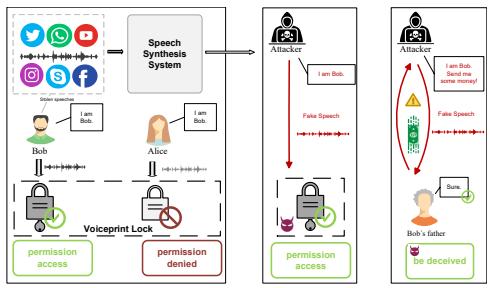 Speech
Synthesis
System
Stolen speeches
I am
Bob.
I am
Bob.
Bob
Alice
Voiceprint Lock
permission
access
permission
denied
Attacker
I am Bob.
Fake Speech
permission
access
Attacker
I am Bob.
Send me
some money!
Fake Speech
Sure.
Bob's father
be deceived